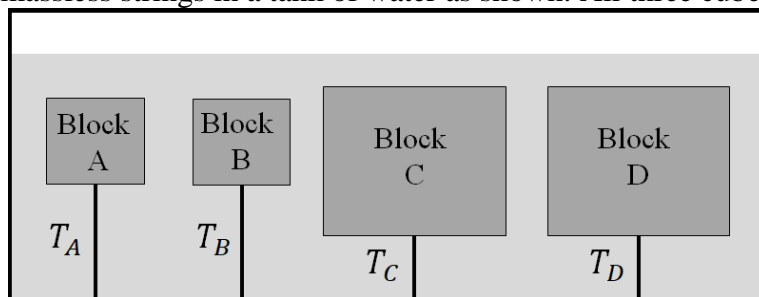 massless strings in a tank of water as shown. All three cube
Block A
Block B
Block C
Block D
T_A
T_B
T_C
T_D